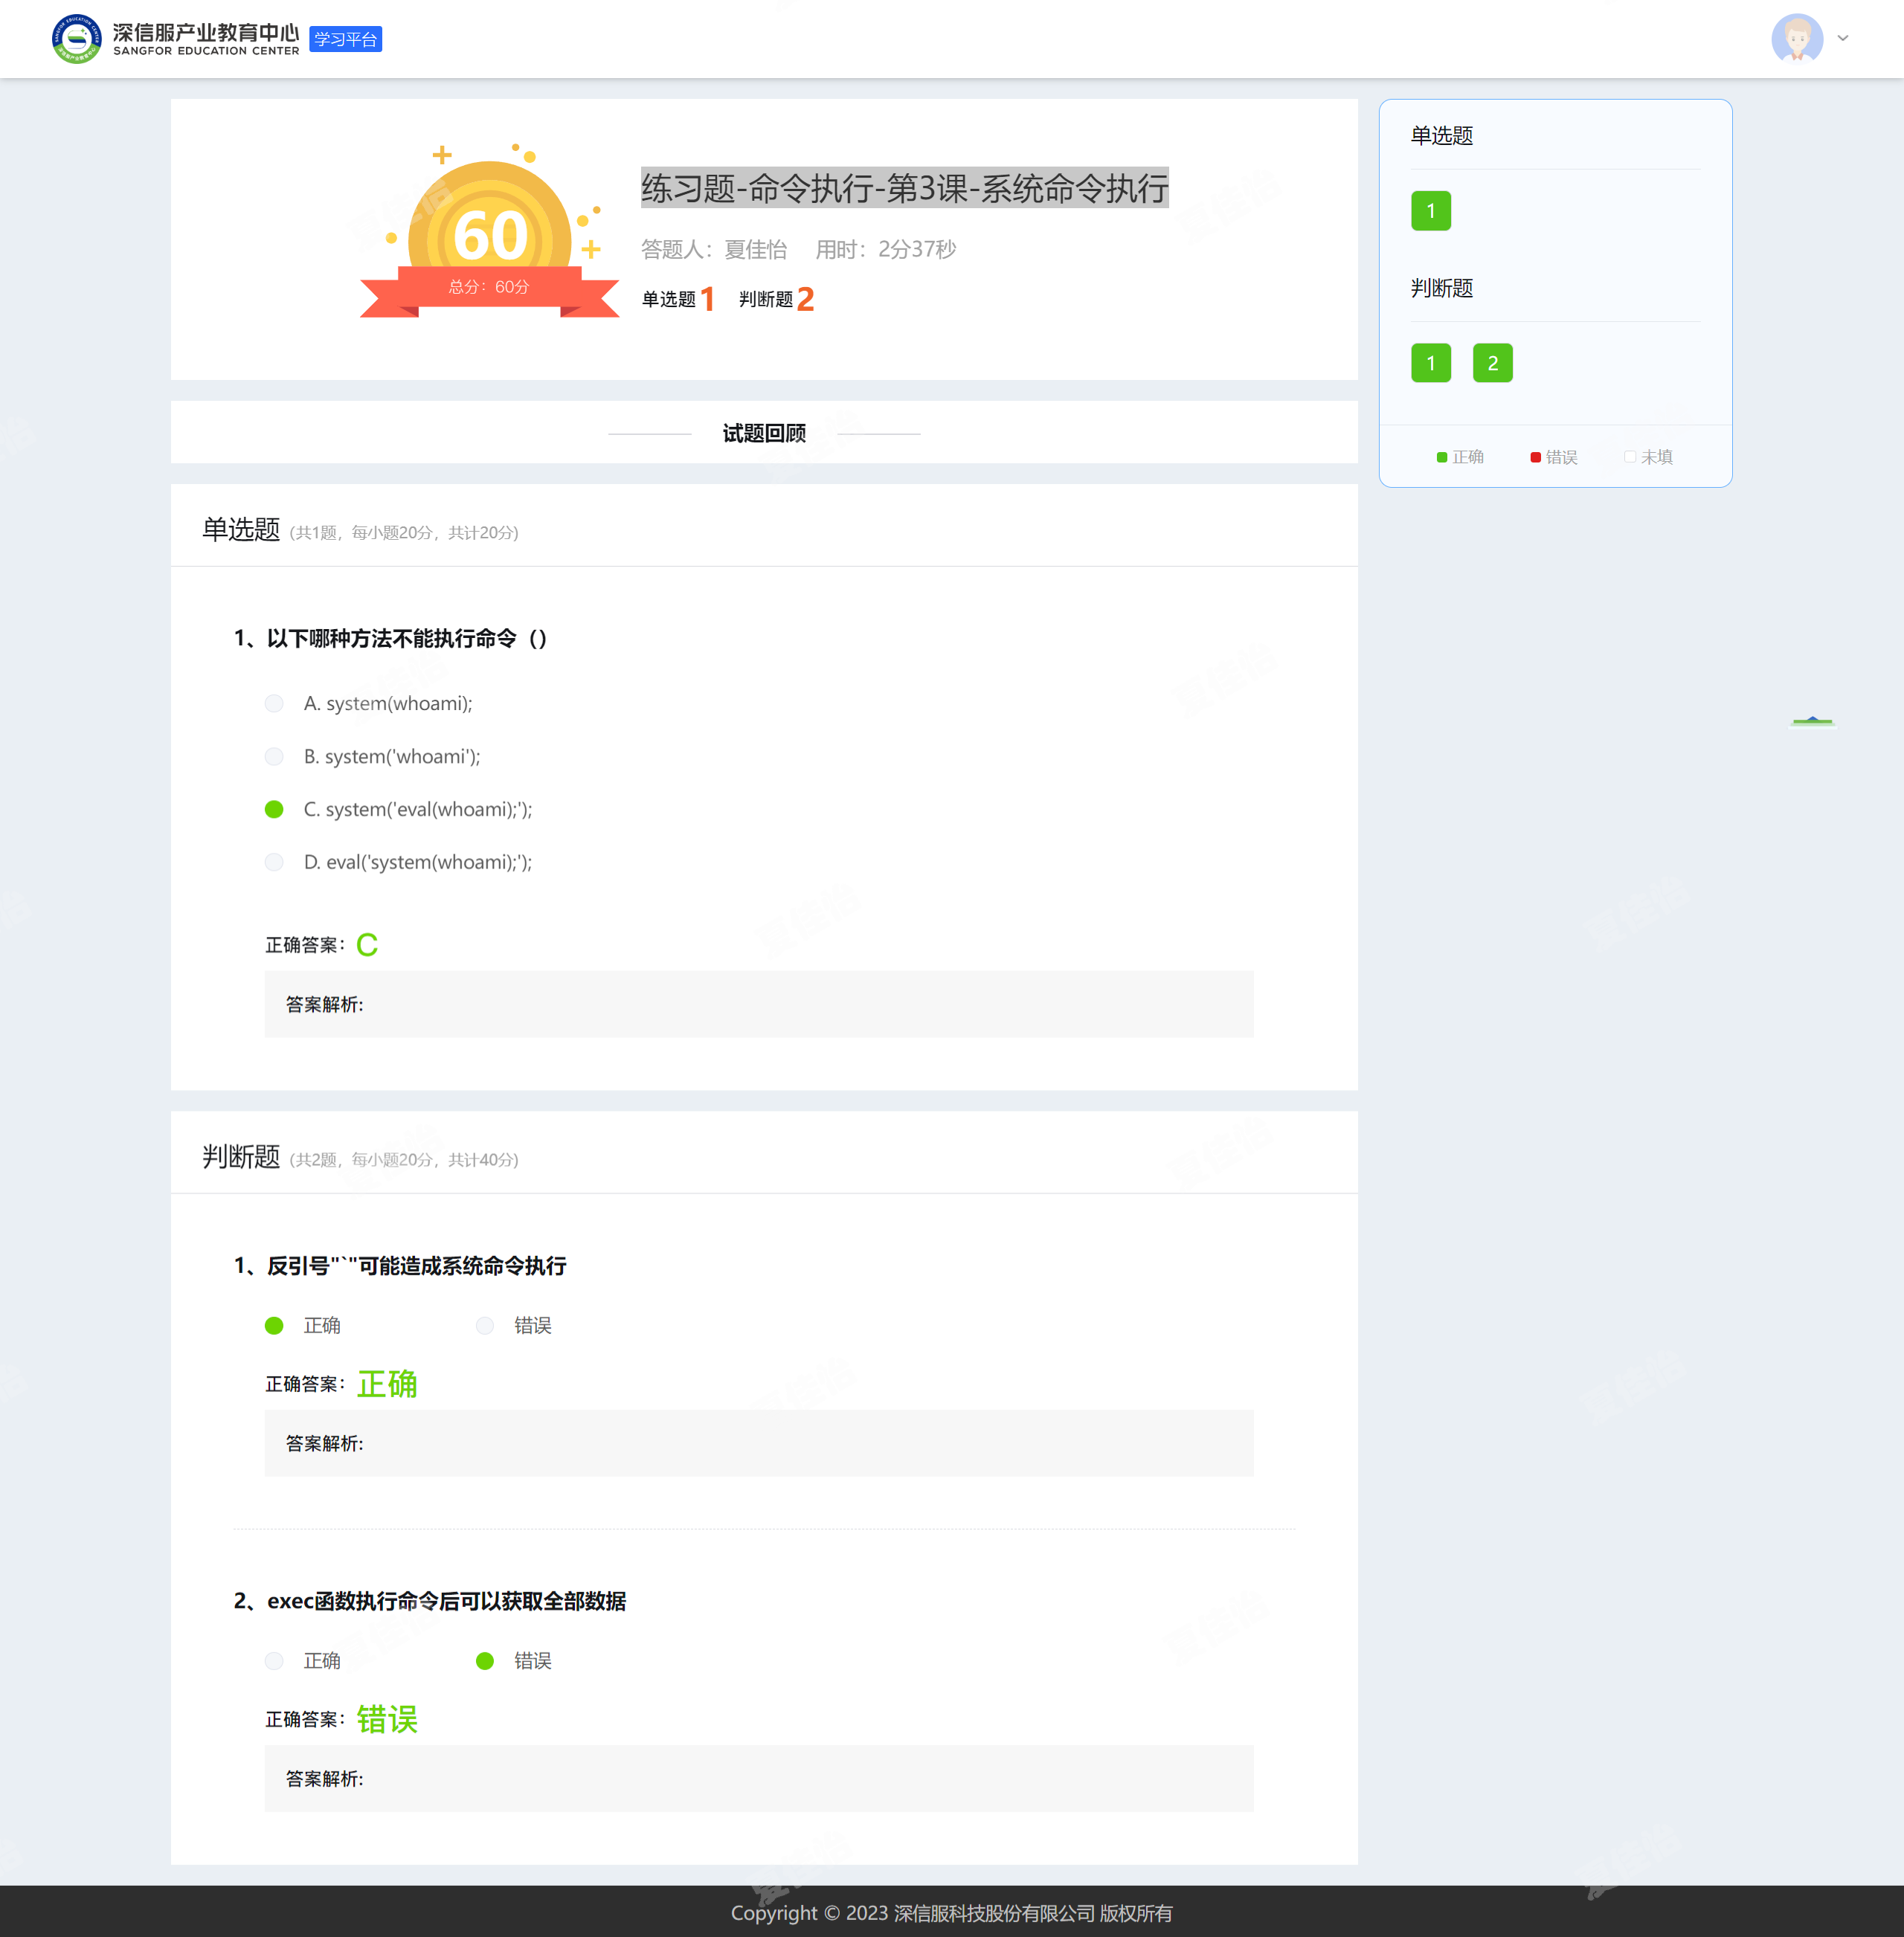 深信服产业教育中心
SANGFOR EDUCATION CENTER
学习平台
60
总分：60分
练习题-命令执行-第3课-系统命令执行
答题人：夏佳怡 用时：2分37秒
单选题 1 判断题 2
单选题
1
判断题
1 2
正确 错误 未填
试题回顾
单选题 (共1题，每小题20分，共计20分)
1、以下哪种方法不能执行命令（）
A. system(whoami);
B. system('whoami');
C. system('eval(whoami);');
D. eval('system(whoami);');
正确答案： C
答案解析:
判断题 (共2题，每小题20分，共计40分)
1、反引号"`"可能造成系统命令执行
正确 错误
正确答案： 正确
答案解析:
2、exec函数执行命令后可以获取全部数据
正确 错误
正确答案： 错误
答案解析:
Copyright © 2023 深信服科技股份有限公司 版权所有